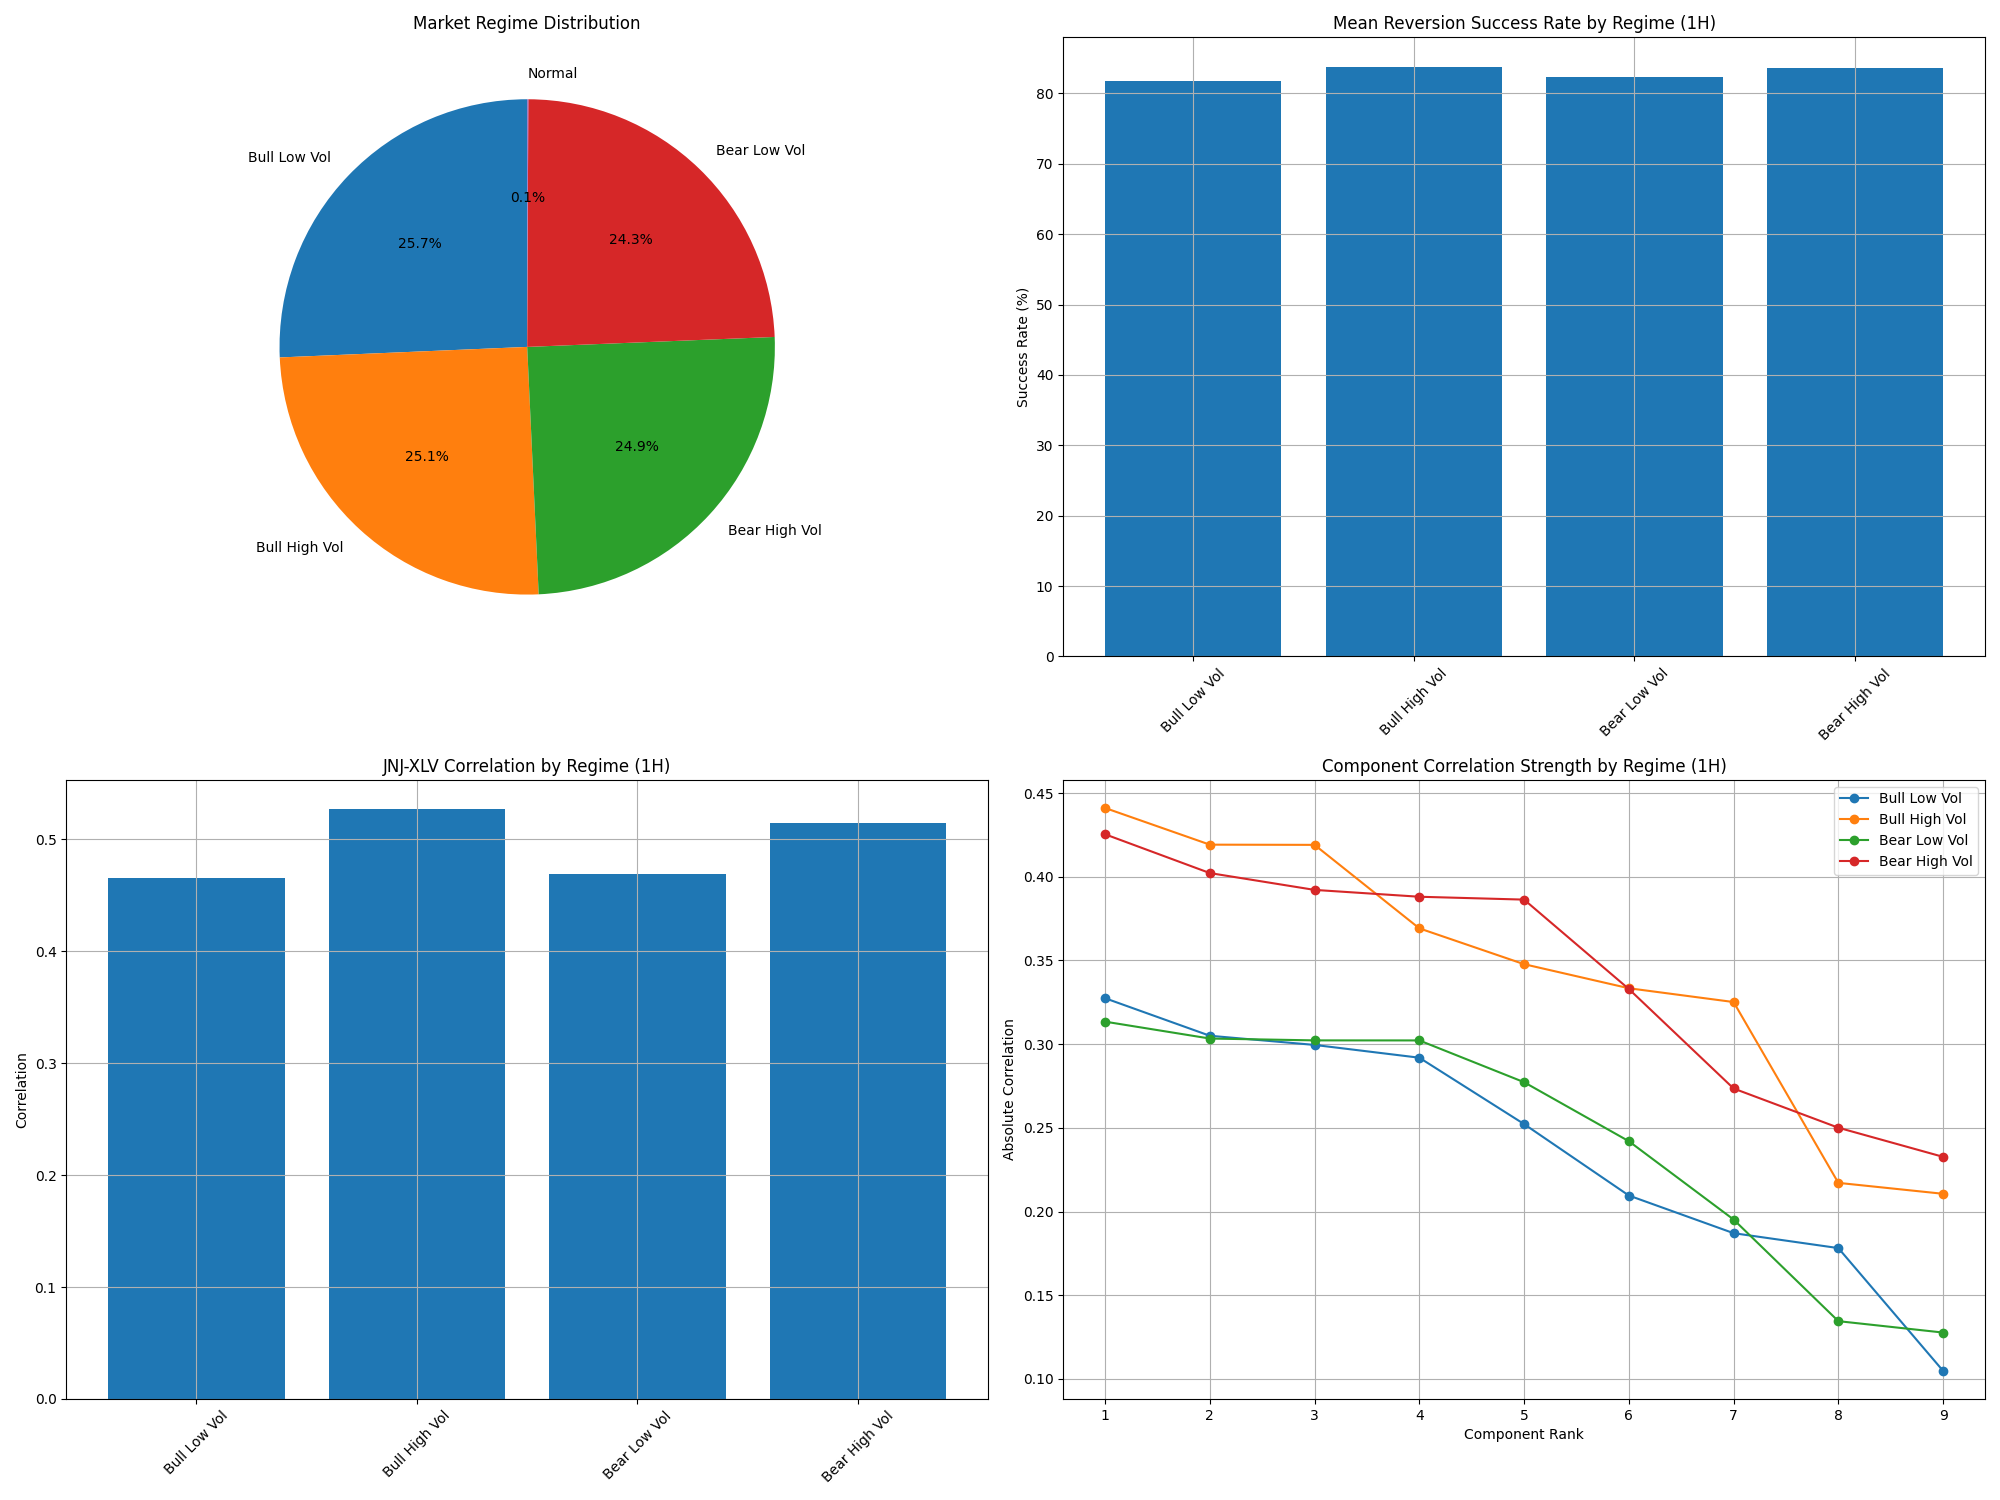 Market Regime Distribution
Normal
Bull Low Vol
Bear Low Vol
0.1%
25.7%
24.3%
25.1%
24.9%
Bull High Vol
Bear High Vol
Mean Reversion Success Rate by Regime (1H)
Success Rate (%)
80
70
60
50
40
30
20
10
0
Bull Low Vol
Bull High Vol
Bear Low Vol
Bear High Vol
JNJ-XLV Correlation by Regime (1H)
Correlation
0.5
0.4
0.3
0.2
0.1
0.0
Bull Low Vol
Bull High Vol
Bear Low Vol
Bear High Vol
Component Correlation Strength by Regime (1H)
Absolute Correlation
0.45
0.40
0.35
0.30
0.25
0.20
0.15
0.10
Bull Low Vol
Bull High Vol
Bear Low Vol
Bear High Vol
1 2 3 4 5 6 7 8 9
Component Rank